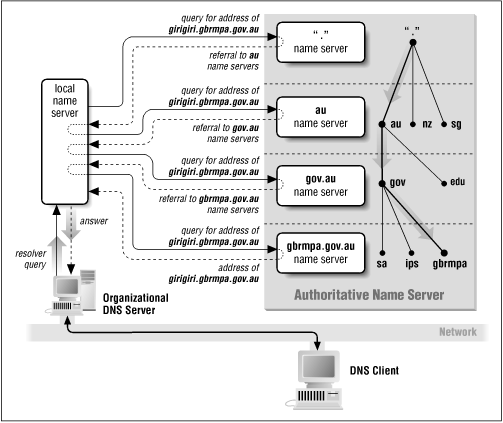 query for address of
girigiri.gbrmpa.gov.au
"."
name server
referral to au
name servers
"."
local
name
server
query for address of
girigiri.gbrmpa.gov.au
au
name server
referral to gov.au
name servers
au
nz
sg
query for address of
girigiri.gbrmpa.gov.au
gov.au
name server
referral to gbrmpa.gov.au
name servers
gov
edu
answer
resolver
query
query for address of
girigiri.gbrmpa.gov.au
gbrmpa.gov.au
name server
address of
girigiri.gbrmpa.gov.au
sa
ips
gbrmpa
Authoritative Name Server
Organizational
DNS Server
Network
DNS Client